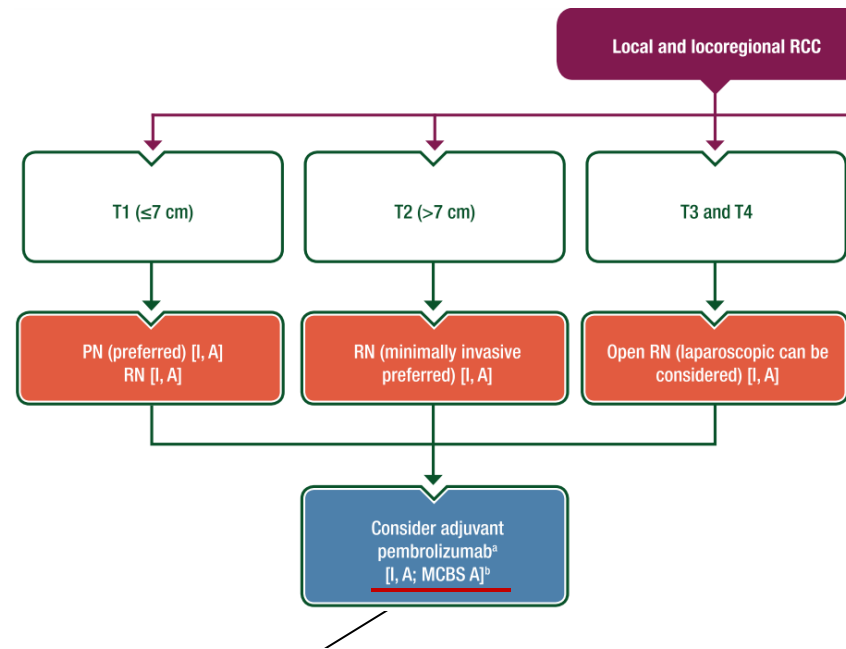 Local and locoregional RCC
T1 (≤7 cm)
T2 (>7 cm)
T3 and T4
PN (preferred) [I, A]
RN [I, A]
RN (minimally invasive
preferred) [I, A]
Open RN (laparoscopic can be
considered) [I, A]
Consider adjuvant
pembrolizumabᵃ
[I, A; MCBS A]ᵇ